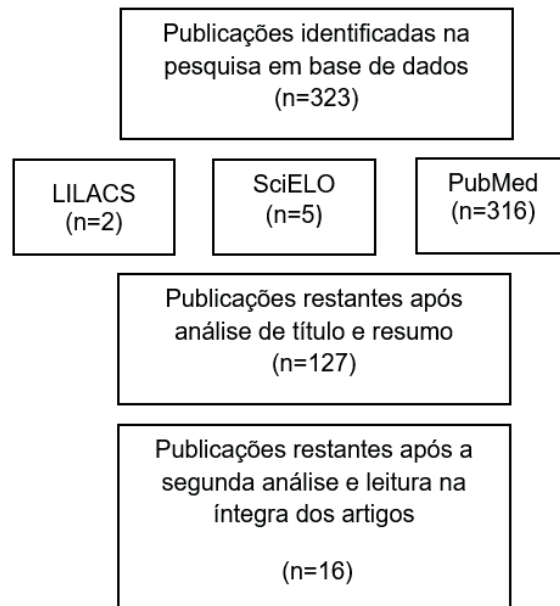 Publicações identificadas na
pesquisa em base de dados
(n=323)
LILACS
(n=2)
SciELO
(n=5)
PubMed
(n=316)
Publicações restantes após
análise de título e resumo
(n=127)
Publicações restantes após a
segunda análise e leitura na
íntegra dos artigos
(n=16)